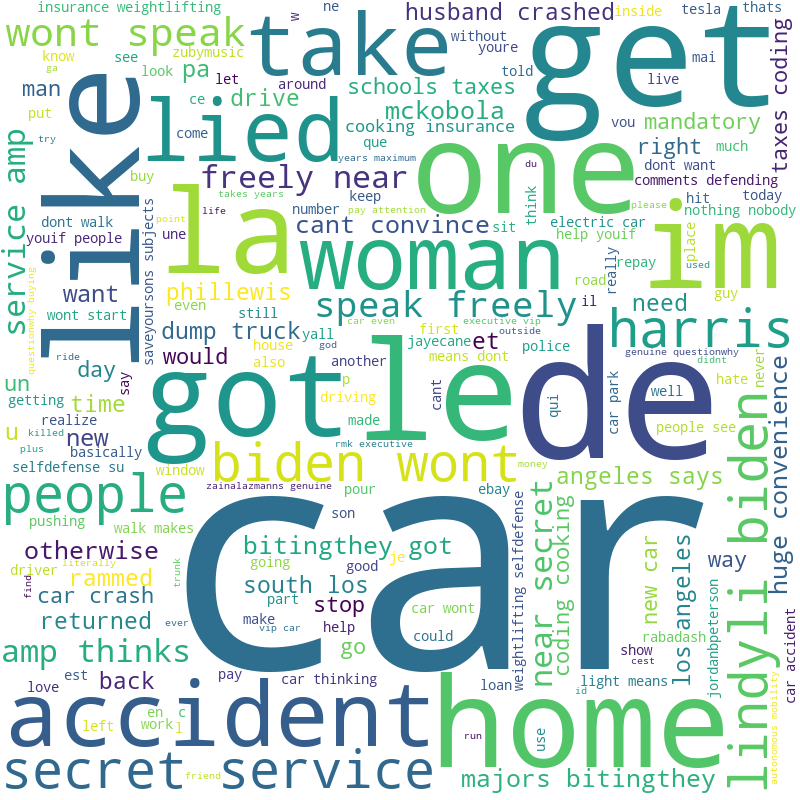 insurance weightlifting
husband crashed
inside
tesla
ne
thats
wont speak
take
get
without
w
youre
know
zubymusic
ga
see
look
pa
let
around
told
mai
live
man
ce
drive
schools taxes
put
mckobola
vou
mandatory
taxes coding
like
try
come
lied
que
cooking insurance
years maximum
one
right
much
du
dont want
service amp
buy
freely near
keep
think
comments defending
takes years
life
please
hit
today
nothing nobody
point
number
pay attention
dont walk
la
une
cant convince
sit
electric car
im
place
youif people
saveyoursons subjects
woman
help youif
really
repay
used
want
phillewis
even
speak freely
il
road
need
guy
questionwhy buying
wont start
still
car even
first
executive vip
outside
dump truck
yall
god
jayecane
harris
ride
day
would
house
another
means dont
police
genuine questionwhy
didnt
un
say
also
p
et
cant
well
hate
never
getting
time
got
le
driving
qui
de
car park
u
realize
made
people see
killed
new
rmk executive
plus
basically
biden wont
money
lindyli biden
huge convenience
selfdefense su
window
angeles says
people
zainalazmanns genuine
pour
ebay
car
near secret
coding cooking
pushing
walk makes
son
weightlifting selfdefense
otherwise
bitingthey got
je
new car
los angeles
literally
going
good
driver
rammed
trunk
south los
way
find
car crash
part
stop
car wont
jordanbpeterson
ever
returned
make
vip car
help
could
rabadash
show
cest
car accident
amp thinks
go
est
back
pay
car thinking
loan
light means
love
id
autonomous mobility
accident
en
c
home
left
work
l
run
use
friend
secret service
majors bitingthey